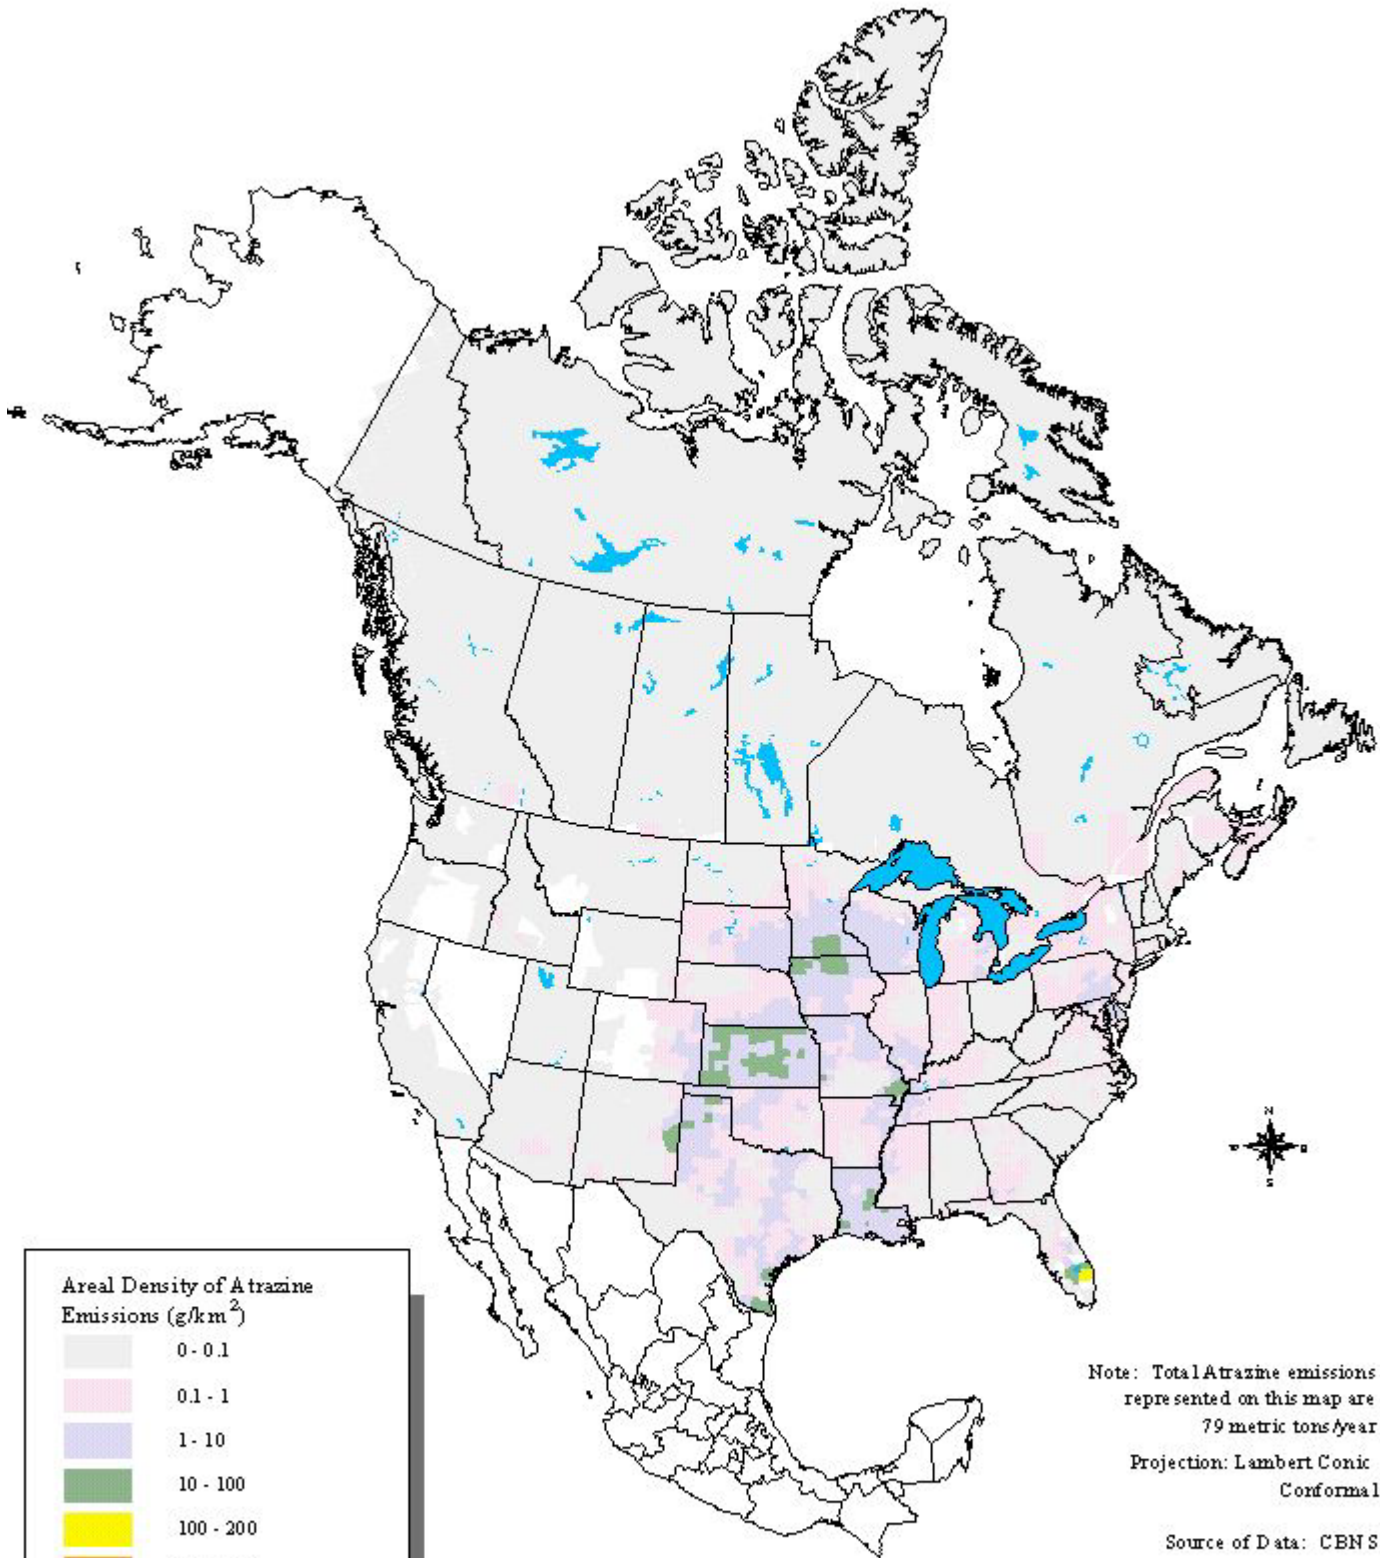 Areal Density of Atrazine
Emissions (g/km²)
0 - 0.1
0.1 - 1
1 - 10
10 - 100
100 - 200
N
S
Note: Total Atrazine emissions
represented on this map are
79 metric tons/year
Projection: Lambert Conic
Conformal
Source of Data: CBNS